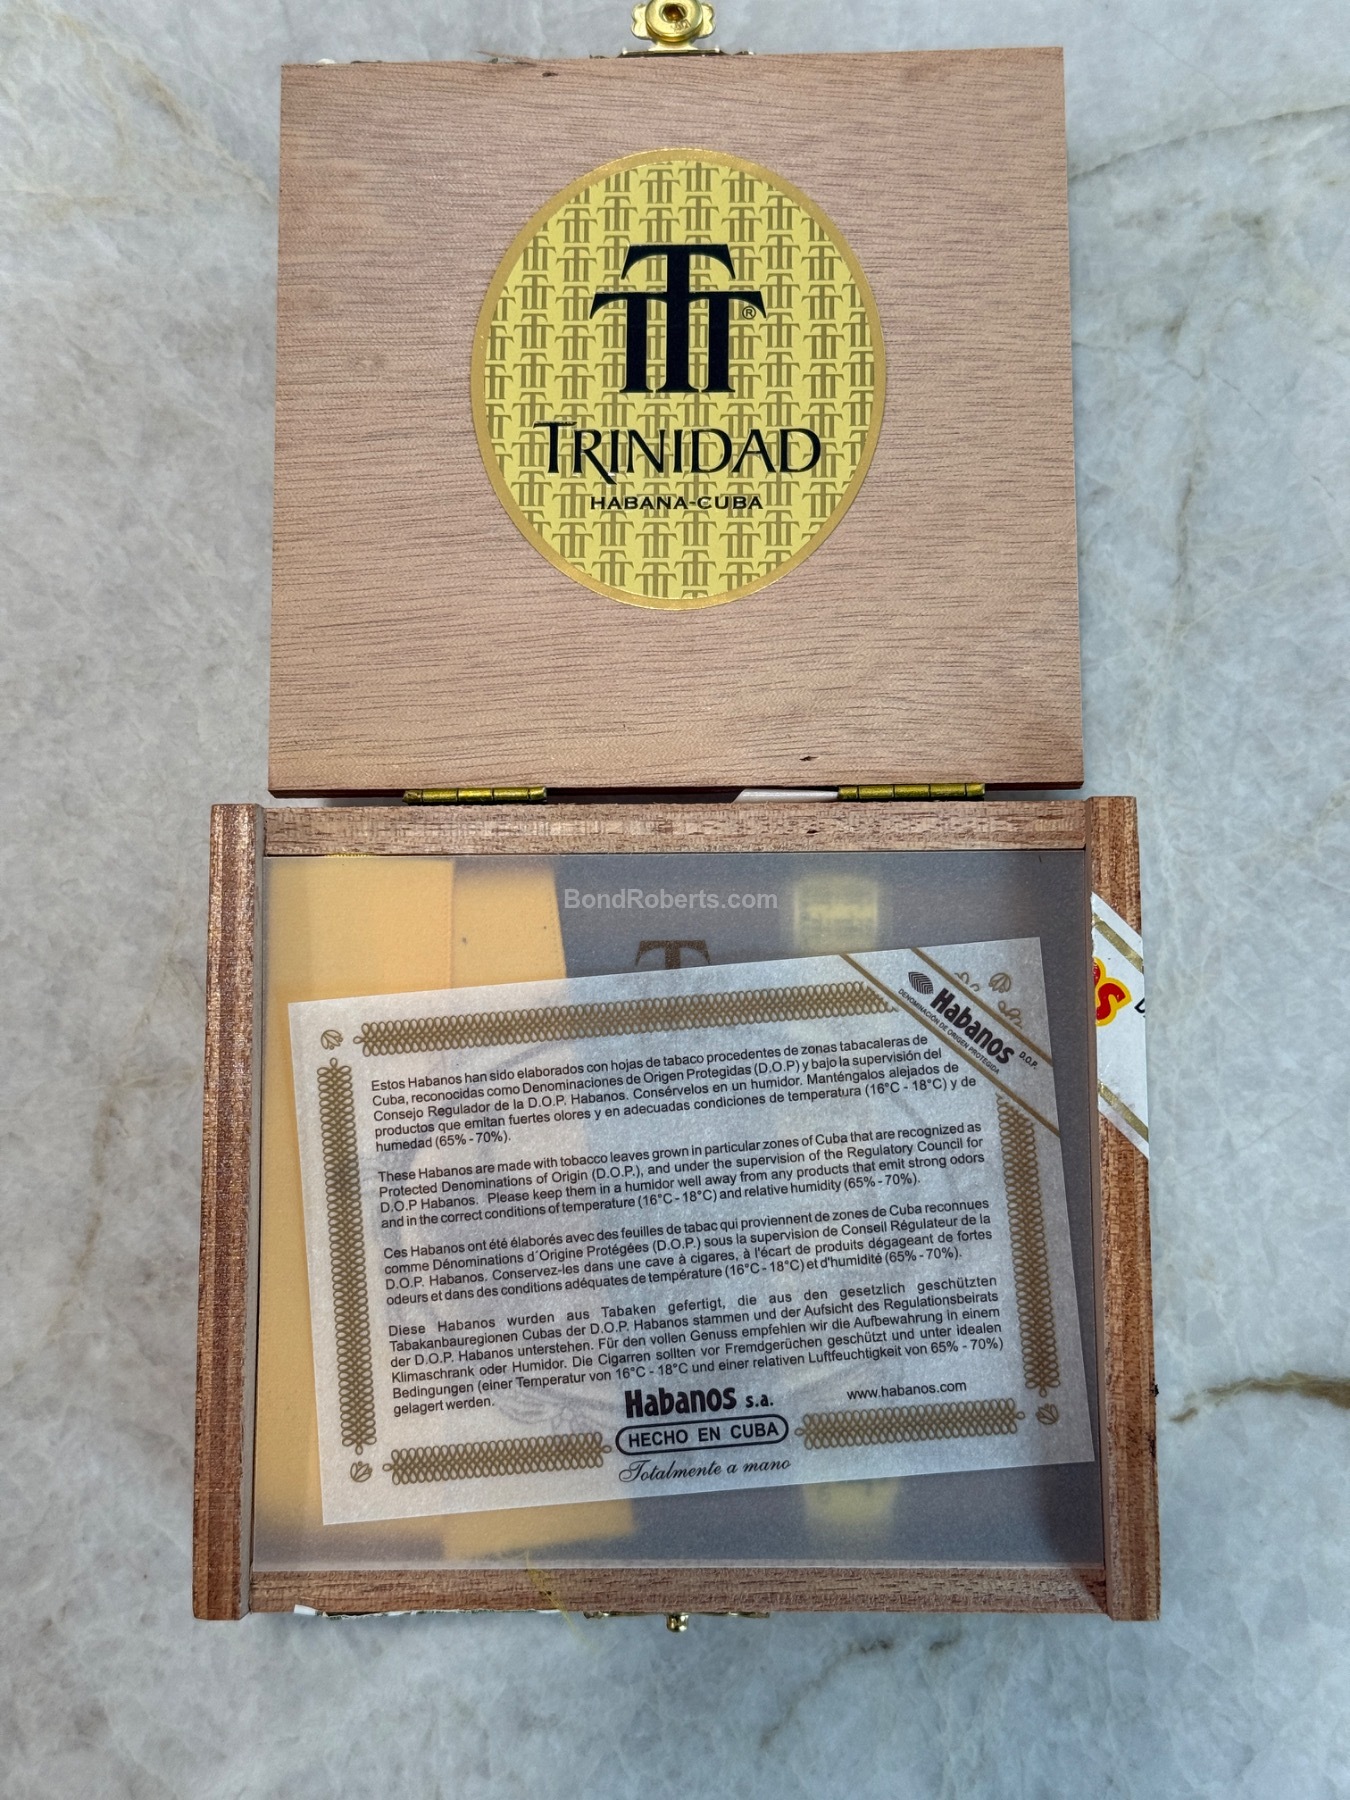 TRINIDAD
®
HABANA-CUBA
BondRoberts.com
Habanos D.O.P.
DENOMINACIÓN DE ORIGEN PROTEGIDA
Estos Habanos han sido elaborados con hojas de tabaco procedentes de zonas tabacaleras de
Cuba, reconocidas como Denominaciones de Origen Protegidas (D.O.P) y bajo la supervisión del
Consejo Regulador de la D.O.P. Habanos. Consérvelos en un humidor. Manténgalos alejados de
productos que emitan fuertes olores y en adecuadas condiciones de temperatura (16°C - 18°C) y de
humedad (65% - 70%).
These Habanos are made with tobacco leaves grown in particular zones of Cuba that are recognized as
Protected Denominations of Origin (D.O.P.), and under the supervision of the Regulatory Council for
D.O.P Habanos. Please keep them in a humidor well away from any products that emit strong odors
and in the correct conditions of temperature (16°C - 18°C) and relative humidity (65% - 70%).
Ces Habanos ont été élaborés avec des feuilles de tabac qui proviennent de zones de Cuba reconnues
comme Dénominations d´Origine Protégées (D.O.P.) sous la supervision de Conseil Régulateur de la
D.O.P. Habanos. Conservez-les dans une cave à cigares, à l'écart de produits dégageant de fortes
odeurs et dans des conditions adéquates de température (16°C - 18°C) et d'humidité (65% - 70%).
Diese Habanos wurden aus Tabaken gefertigt, die aus den gesetzlich geschützten
Tabakanbauregionen Cubas der D.O.P. Habanos stammen und der Aufsicht des Regulationsbeirats
der D.O.P. Habanos unterstehen. Für den vollen Genuss empfehlen wir die Aufbewahrung in einem
Klimaschrank oder Humidor. Die Cigarren sollten vor Fremdgerüchen geschützt und unter idealen
Bedingungen (einer Temperatur von 16°C - 18°C und einer relativen Luftfeuchtigkeit von 65% - 70%)
gelagert werden.
Habanos s.a.
www.habanos.com
HECHO EN CUBA
Totalmente a mano